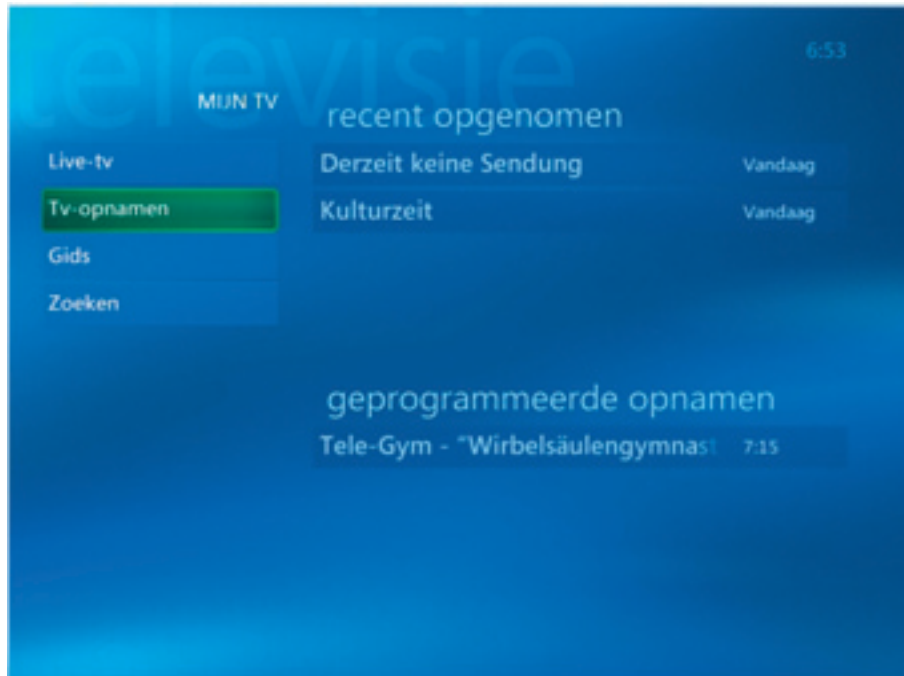 televisie
6:53
MIJN TV
recent opgenomen
Live-tv
Derzeit keine Sendung Vandaag
Tv-opnamen
Kulturzeit Vandaag
Gids
Zoeken
geprogrammeerde opnamen
Tele-Gym - "Wirbelsäulengymnast 7:15